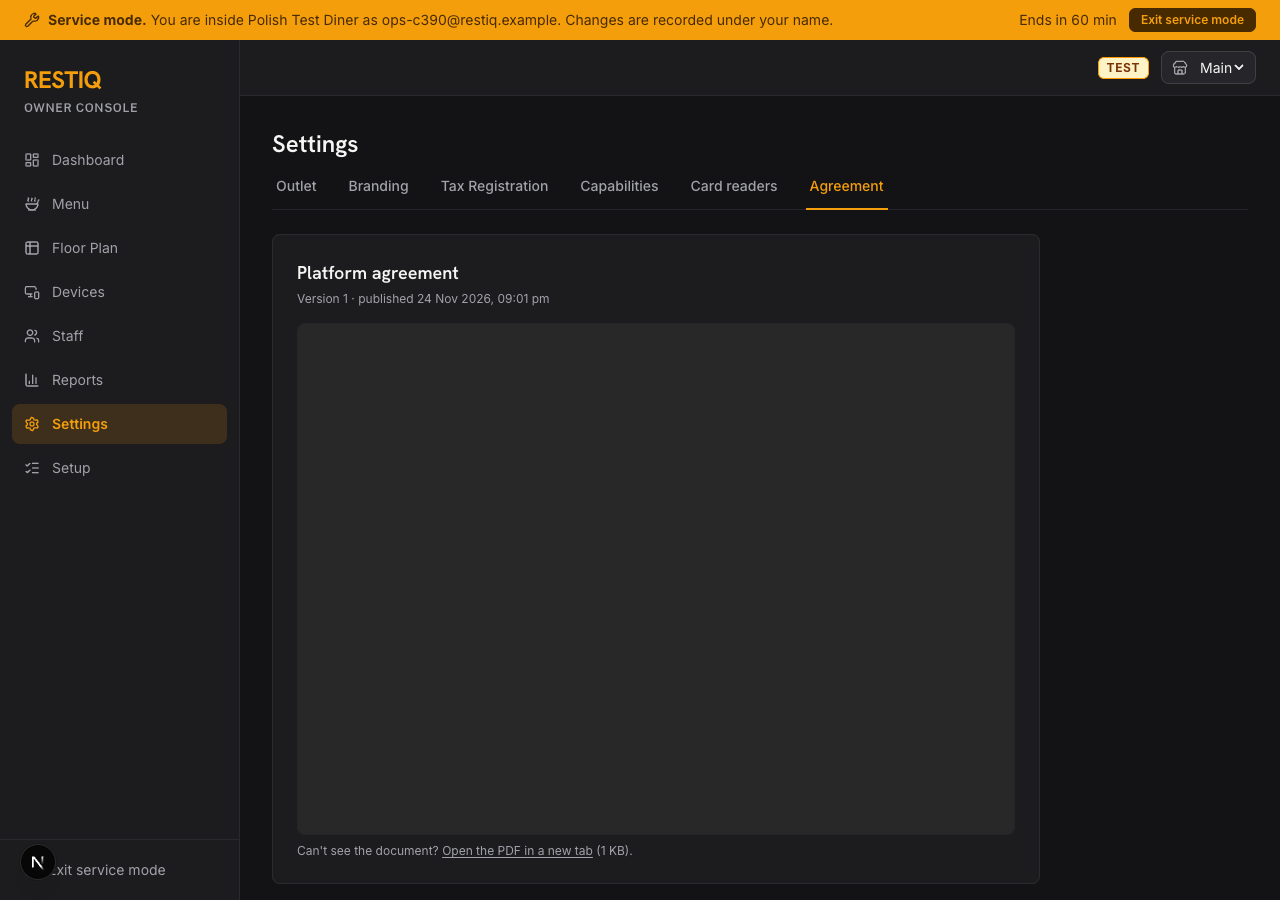 Service mode. You are inside Polish Test Diner as ops-c390@restiq.example. Changes are recorded under your name.
Ends in 60 min
Exit service mode
RESTIQ
OWNER CONSOLE
TEST
Main
Dashboard
Menu
Floor Plan
Devices
Staff
Reports
Settings
Setup
Settings
Outlet
Branding
Tax Registration
Capabilities
Card readers
Agreement
Platform agreement
Version 1 · published 24 Nov 2026, 09:01 pm
Can't see the document? Open the PDF in a new tab (1 KB).
N
xit service mode